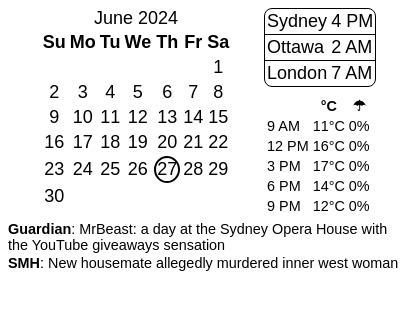 June 2024
Su Mo Tu We Th Fr Sa
1
2 3 4 5 6 7 8
9 10 11 12 13 14 15
16 17 18 19 20 21 22
23 24 25 26 27 28 29
30
Sydney 4 PM
Ottawa 2 AM
London 7 AM
°C ☂
9 AM 11°C 0%
12 PM 16°C 0%
3 PM 17°C 0%
6 PM 14°C 0%
9 PM 12°C 0%
Guardian: MrBeast: a day at the Sydney Opera House with
the YouTube giveaways sensation
SMH: New housemate allegedly murdered inner west woman